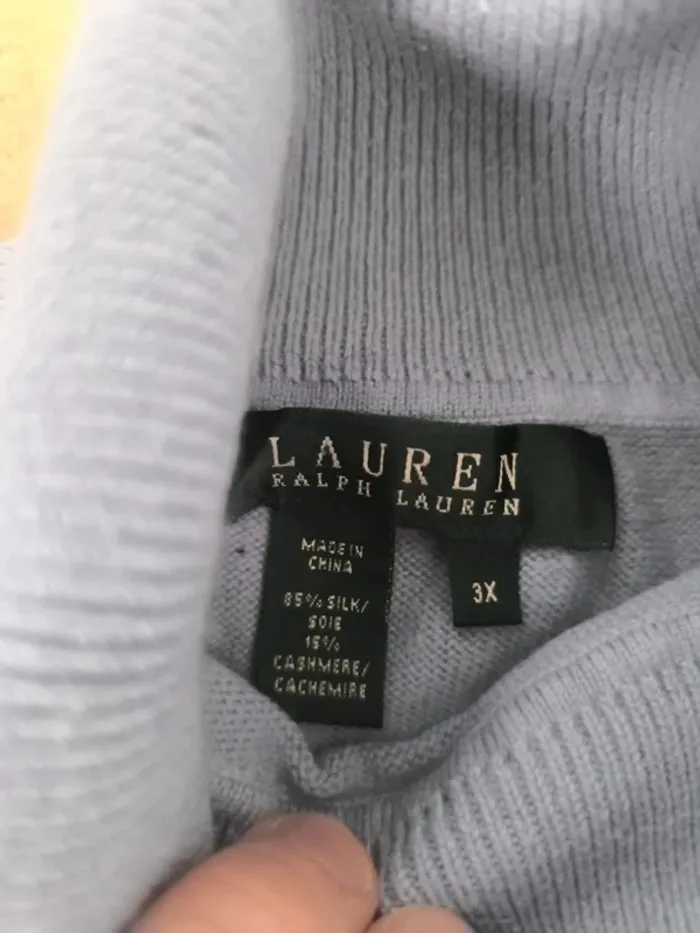 LAUREN
RALPH LAUREN
MADE IN
CHINA
85% SILK/
SOIE
15%
CASHMERE/
CACHEMIRE
3X